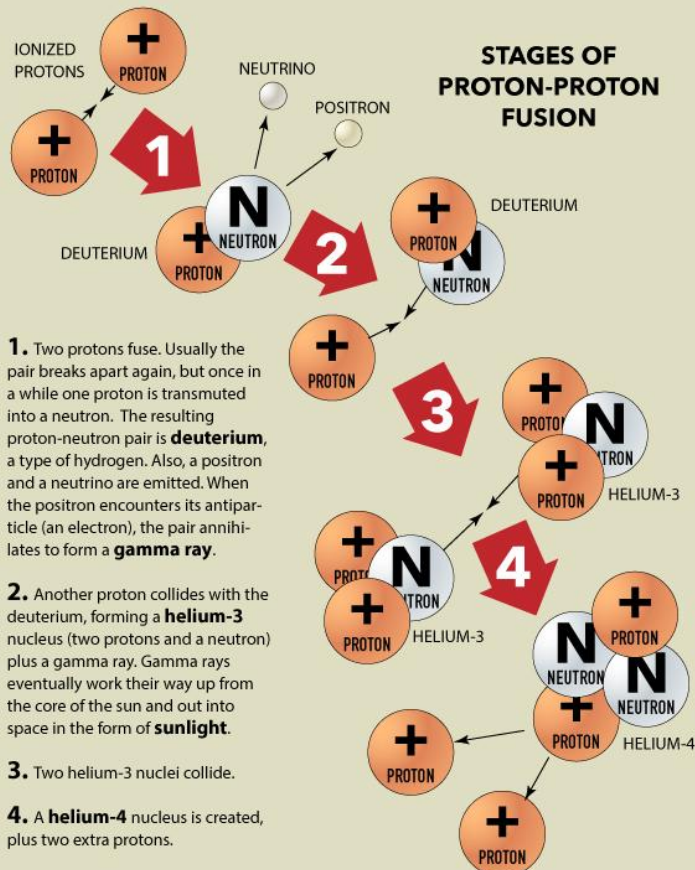 STAGES OF
PROTON-PROTON
FUSION
IONIZED
PROTONS
+
PROTON
+
PROTON
1
NEUTRINO
POSITRON
N
NEUTRON
+
PROTON
DEUTERIUM
2
+
PROTON
N
NEUTRON
DEUTERIUM
+
PROTON
3
+
PROTON
N
NEUTRON
+
PROTON
HELIUM-3
+
PROTON
N
NEUTRON
+
PROTON
HELIUM-3
4
+
PROTON
N
NEUTRON
N
NEUTRON
+
PROTON
HELIUM-4
+
PROTON
+
PROTON
1. Two protons fuse. Usually the
pair breaks apart again, but once in
a while one proton is transmuted
into a neutron. The resulting
proton-neutron pair is deuterium,
a type of hydrogen. Also, a positron
and a neutrino are emitted. When
the positron encounters its antipar-
ticle (an electron), the pair annihi-
lates to form a gamma ray.
2. Another proton collides with the
deuterium, forming a helium-3
nucleus (two protons and a neutron)
plus a gamma ray. Gamma rays
eventually work their way up from
the core of the sun and out into
space in the form of sunlight.
3. Two helium-3 nuclei collide.
4. A helium-4 nucleus is created,
plus two extra protons.